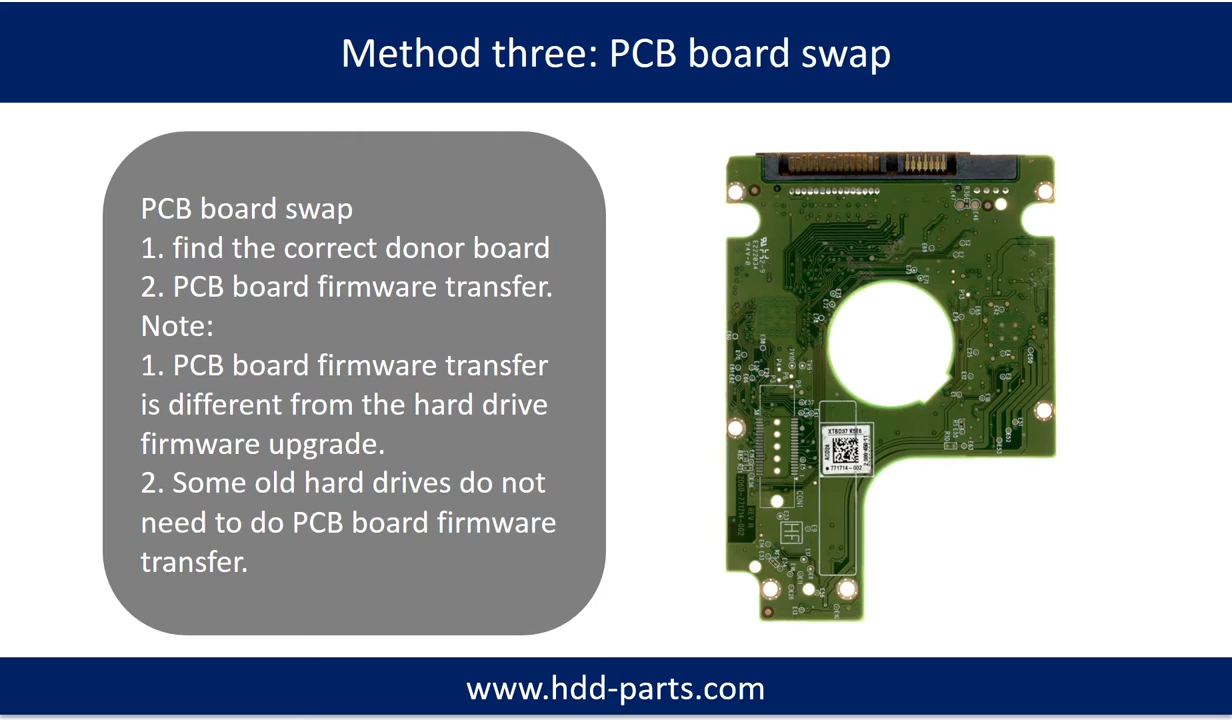 Method three: PCB board swap
PCB board swap
1. find the correct donor board
2. PCB board firmware transfer.
Note:
1. PCB board firmware transfer
is different from the hard drive
firmware upgrade.
2. Some old hard drives do not
need to do PCB board firmware
transfer.
771714-002
CON1
HF
www.hdd-parts.com